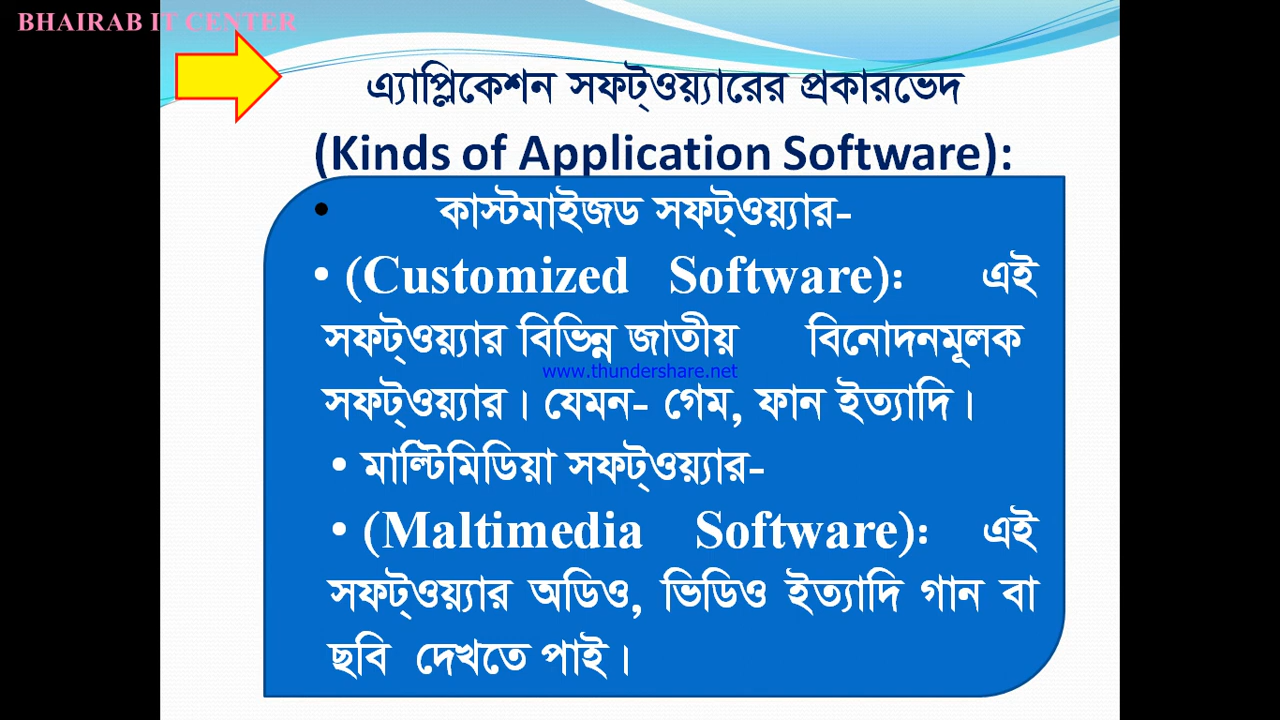 BHAIRAB IT CENTER
এ্যাপ্লিকেশন সফট্ওয়্যারের প্রকারভেদ
(Kinds of Application Software):
• কাস্টমাইজড সফট্ওয়্যার-
• (Customized Software)ঃ এই
সফট্ওয়্যার বিভিন্ন জাতীয় বিনোদনমূলক
www.thundershare.net
সফট্ওয়্যার। যেমন- গেম, ফান ইত্যাদি।
• মাল্টিমিডিয়া সফট্ওয়্যার-
• (Maltimedia Software)ঃ এই
সফট্ওয়্যার অডিও, ভিডিও ইত্যাদি গান বা
ছবি দেখতে পাই।